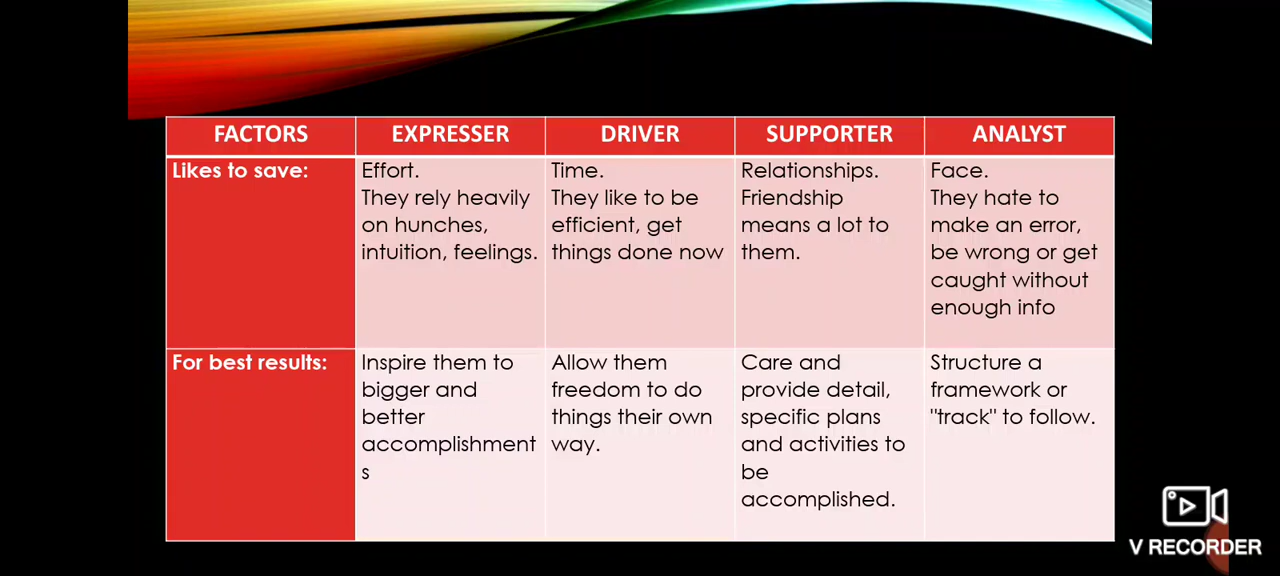 FACTORS
EXPRESSER
DRIVER
SUPPORTER
ANALYST
Likes to save:
Effort.
They rely heavily
on hunches,
intuition, feelings.
Time.
They like to be
efficient, get
things done now
Relationships.
Friendship
means a lot to
them.
Face.
They hate to
make an error,
be wrong or get
caught without
enough info
For best results:
Inspire them to
bigger and
better
accomplishment
s
Allow them
freedom to do
things their own
way.
Care and
provide detail,
specific plans
and activities to
be
accomplished.
Structure a
framework or
"track" to follow.
V RECORDER